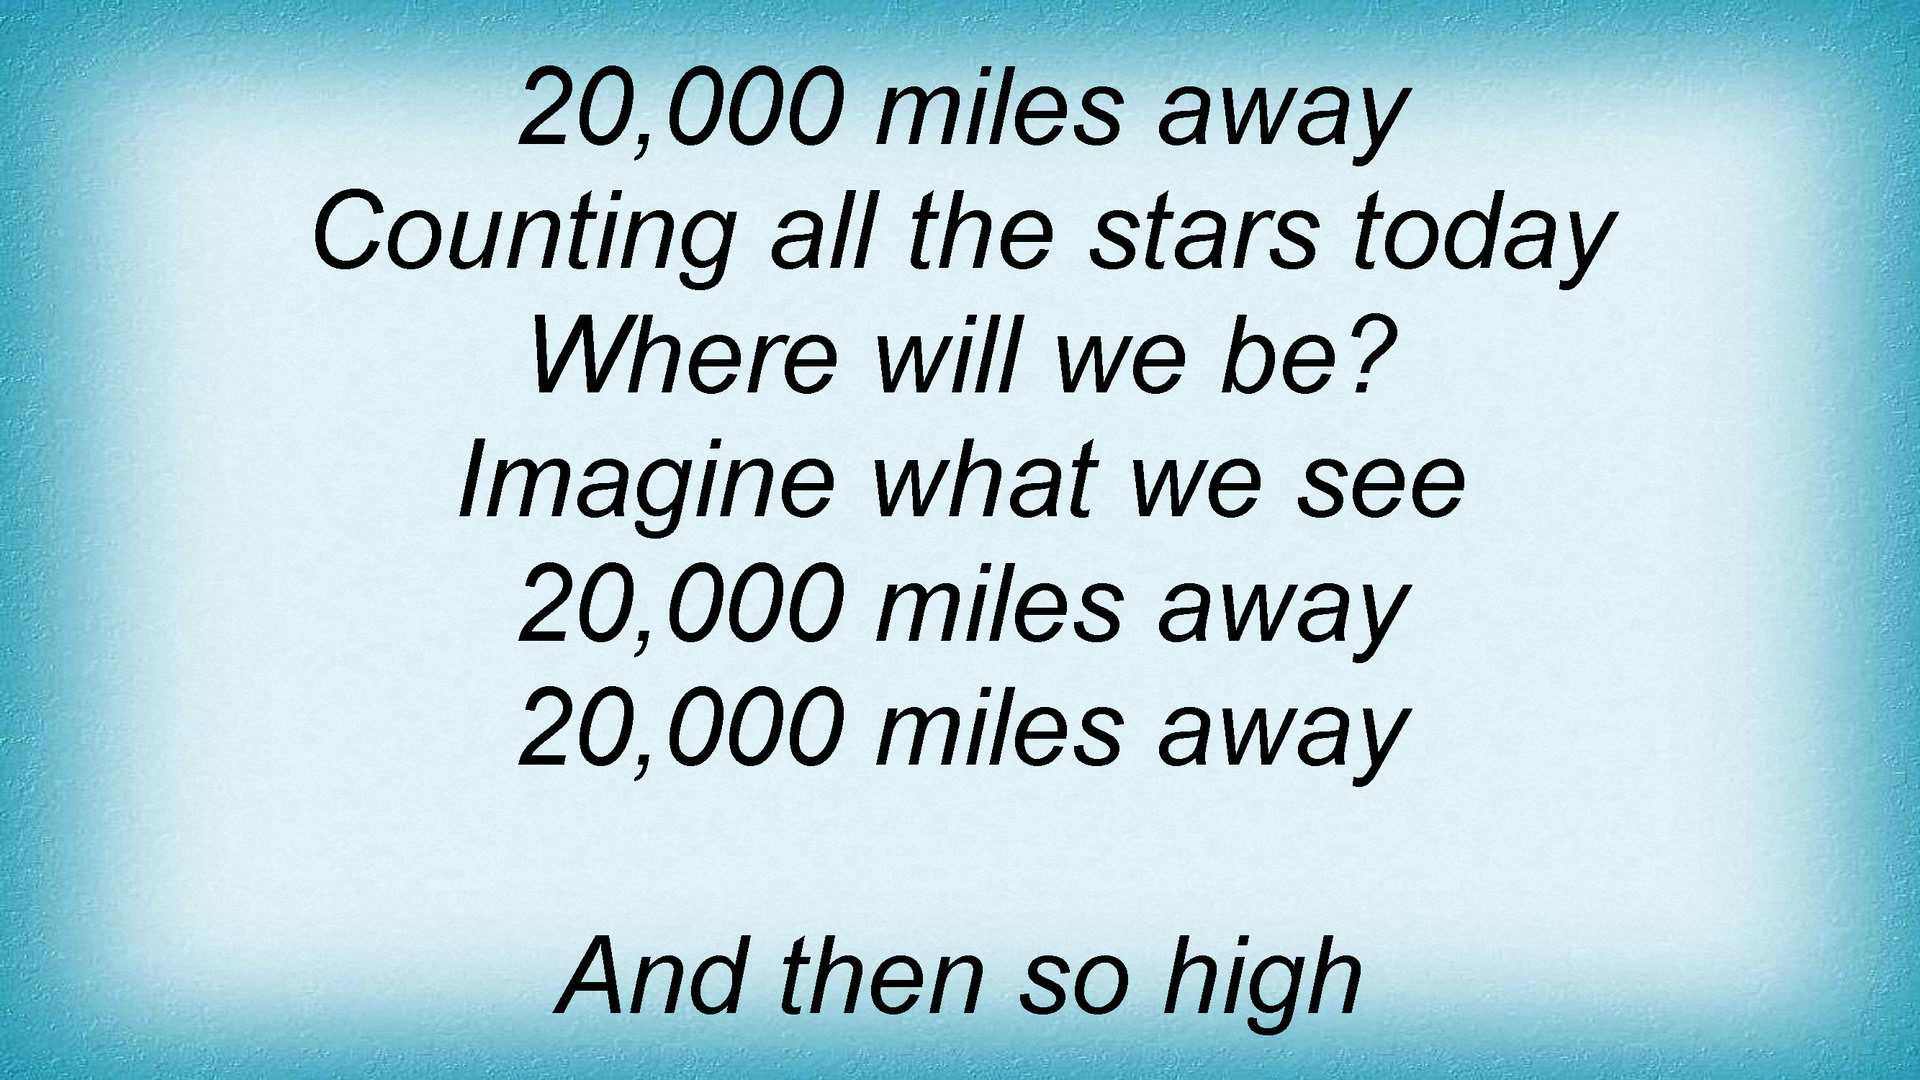 20,000 miles away
Counting all the stars today
Where will we be?
Imagine what we see
20,000 miles away
20,000 miles away
And then so high